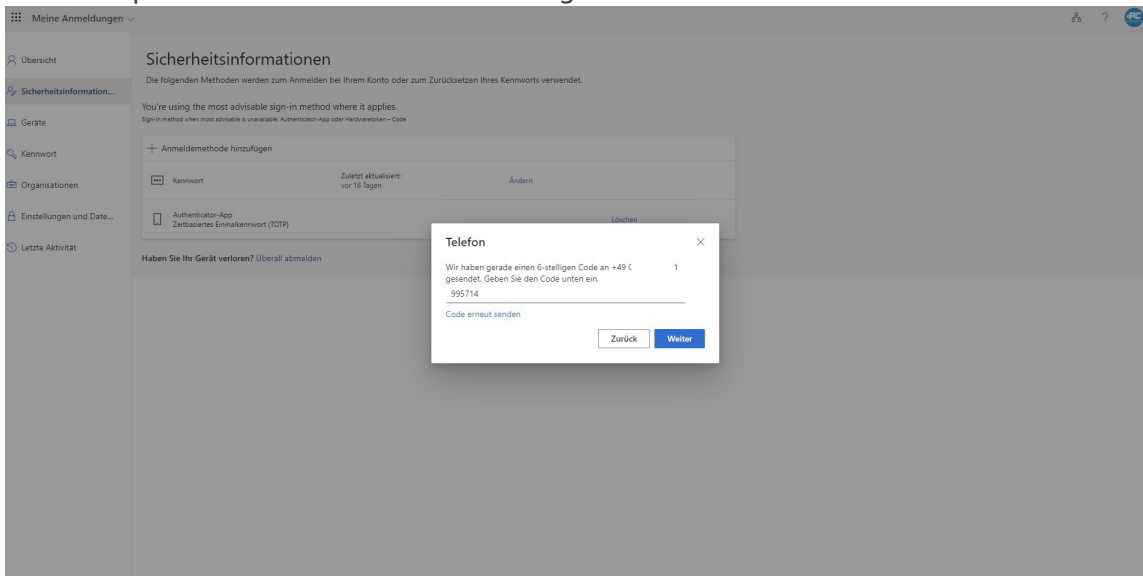 Meine Anmeldungen
?
PC
Übersicht
Sicherheitsinformation...
Geräte
Kennwort
Organisationen
Einstellungen und Date...
Letzte Aktivität
Sicherheitsinformationen
Die folgenden Methoden werden zum Anmelden bei Ihrem Konto oder zum Zurücksetzen Ihres Kennworts verwendet.
You're using the most advisable sign-in method where it applies.
Sign-in method when most advisable is unavailable: Authenticator-App oder Hardwaretoken – Code
+ Anmeldemethode hinzufügen
Kennwort
Zuletzt aktualisiert:
vor 18 Tagen
Ändern
Authenticator-App
Zeitbasiertes Einmalkennwort (TOTP)
Löschen
Haben Sie Ihr Gerät verloren? Überall abmelden
Telefon
Wir haben gerade einen 6-stelligen Code an +49 1
gesendet. Geben Sie den Code unten ein.
995714
Code erneut senden
Zurück
Weiter